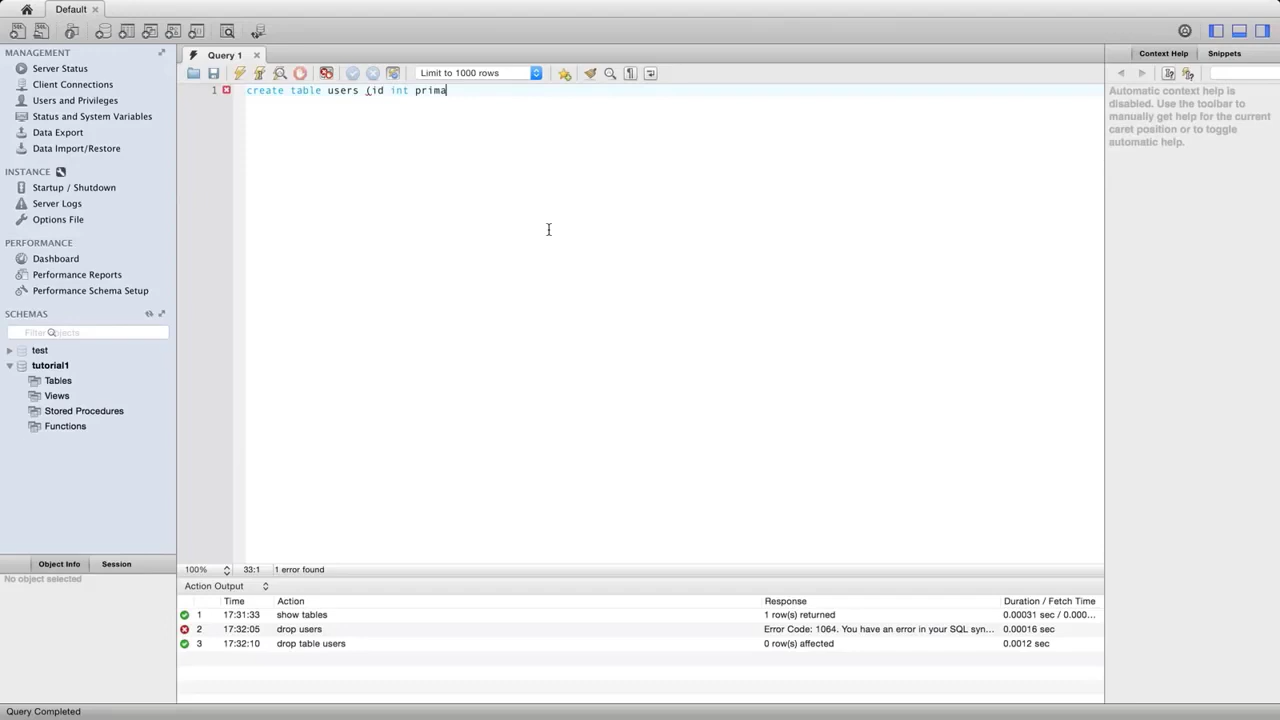 Default
MANAGEMENT
Server Status
Client Connections
Users and Privileges
Status and System Variables
Data Export
Data Import/Restore
INSTANCE
Startup / Shutdown
Server Logs
Options File
PERFORMANCE
Dashboard
Performance Reports
Performance Schema Setup
SCHEMAS
Filter objects
test
tutorial1
Tables
Views
Stored Procedures
Functions
Object Info Session
No object selected
Query 1
Limit to 1000 rows
1 create table users (id int prima
100% 33:1 1 error found
Action Output
Time Action Response Duration / Fetch Time
1 17:31:33 show tables 1 row(s) returned 0.00031 sec / 0.000...
2 17:32:05 drop users Error Code: 1064. You have an error in your SQL syn... 0.00016 sec
3 17:32:10 drop table users 0 row(s) affected 0.0012 sec
Context Help Snippets
Automatic context help is
disabled. Use the toolbar to
manually get help for the current
caret position or to toggle
automatic help.
Query Completed